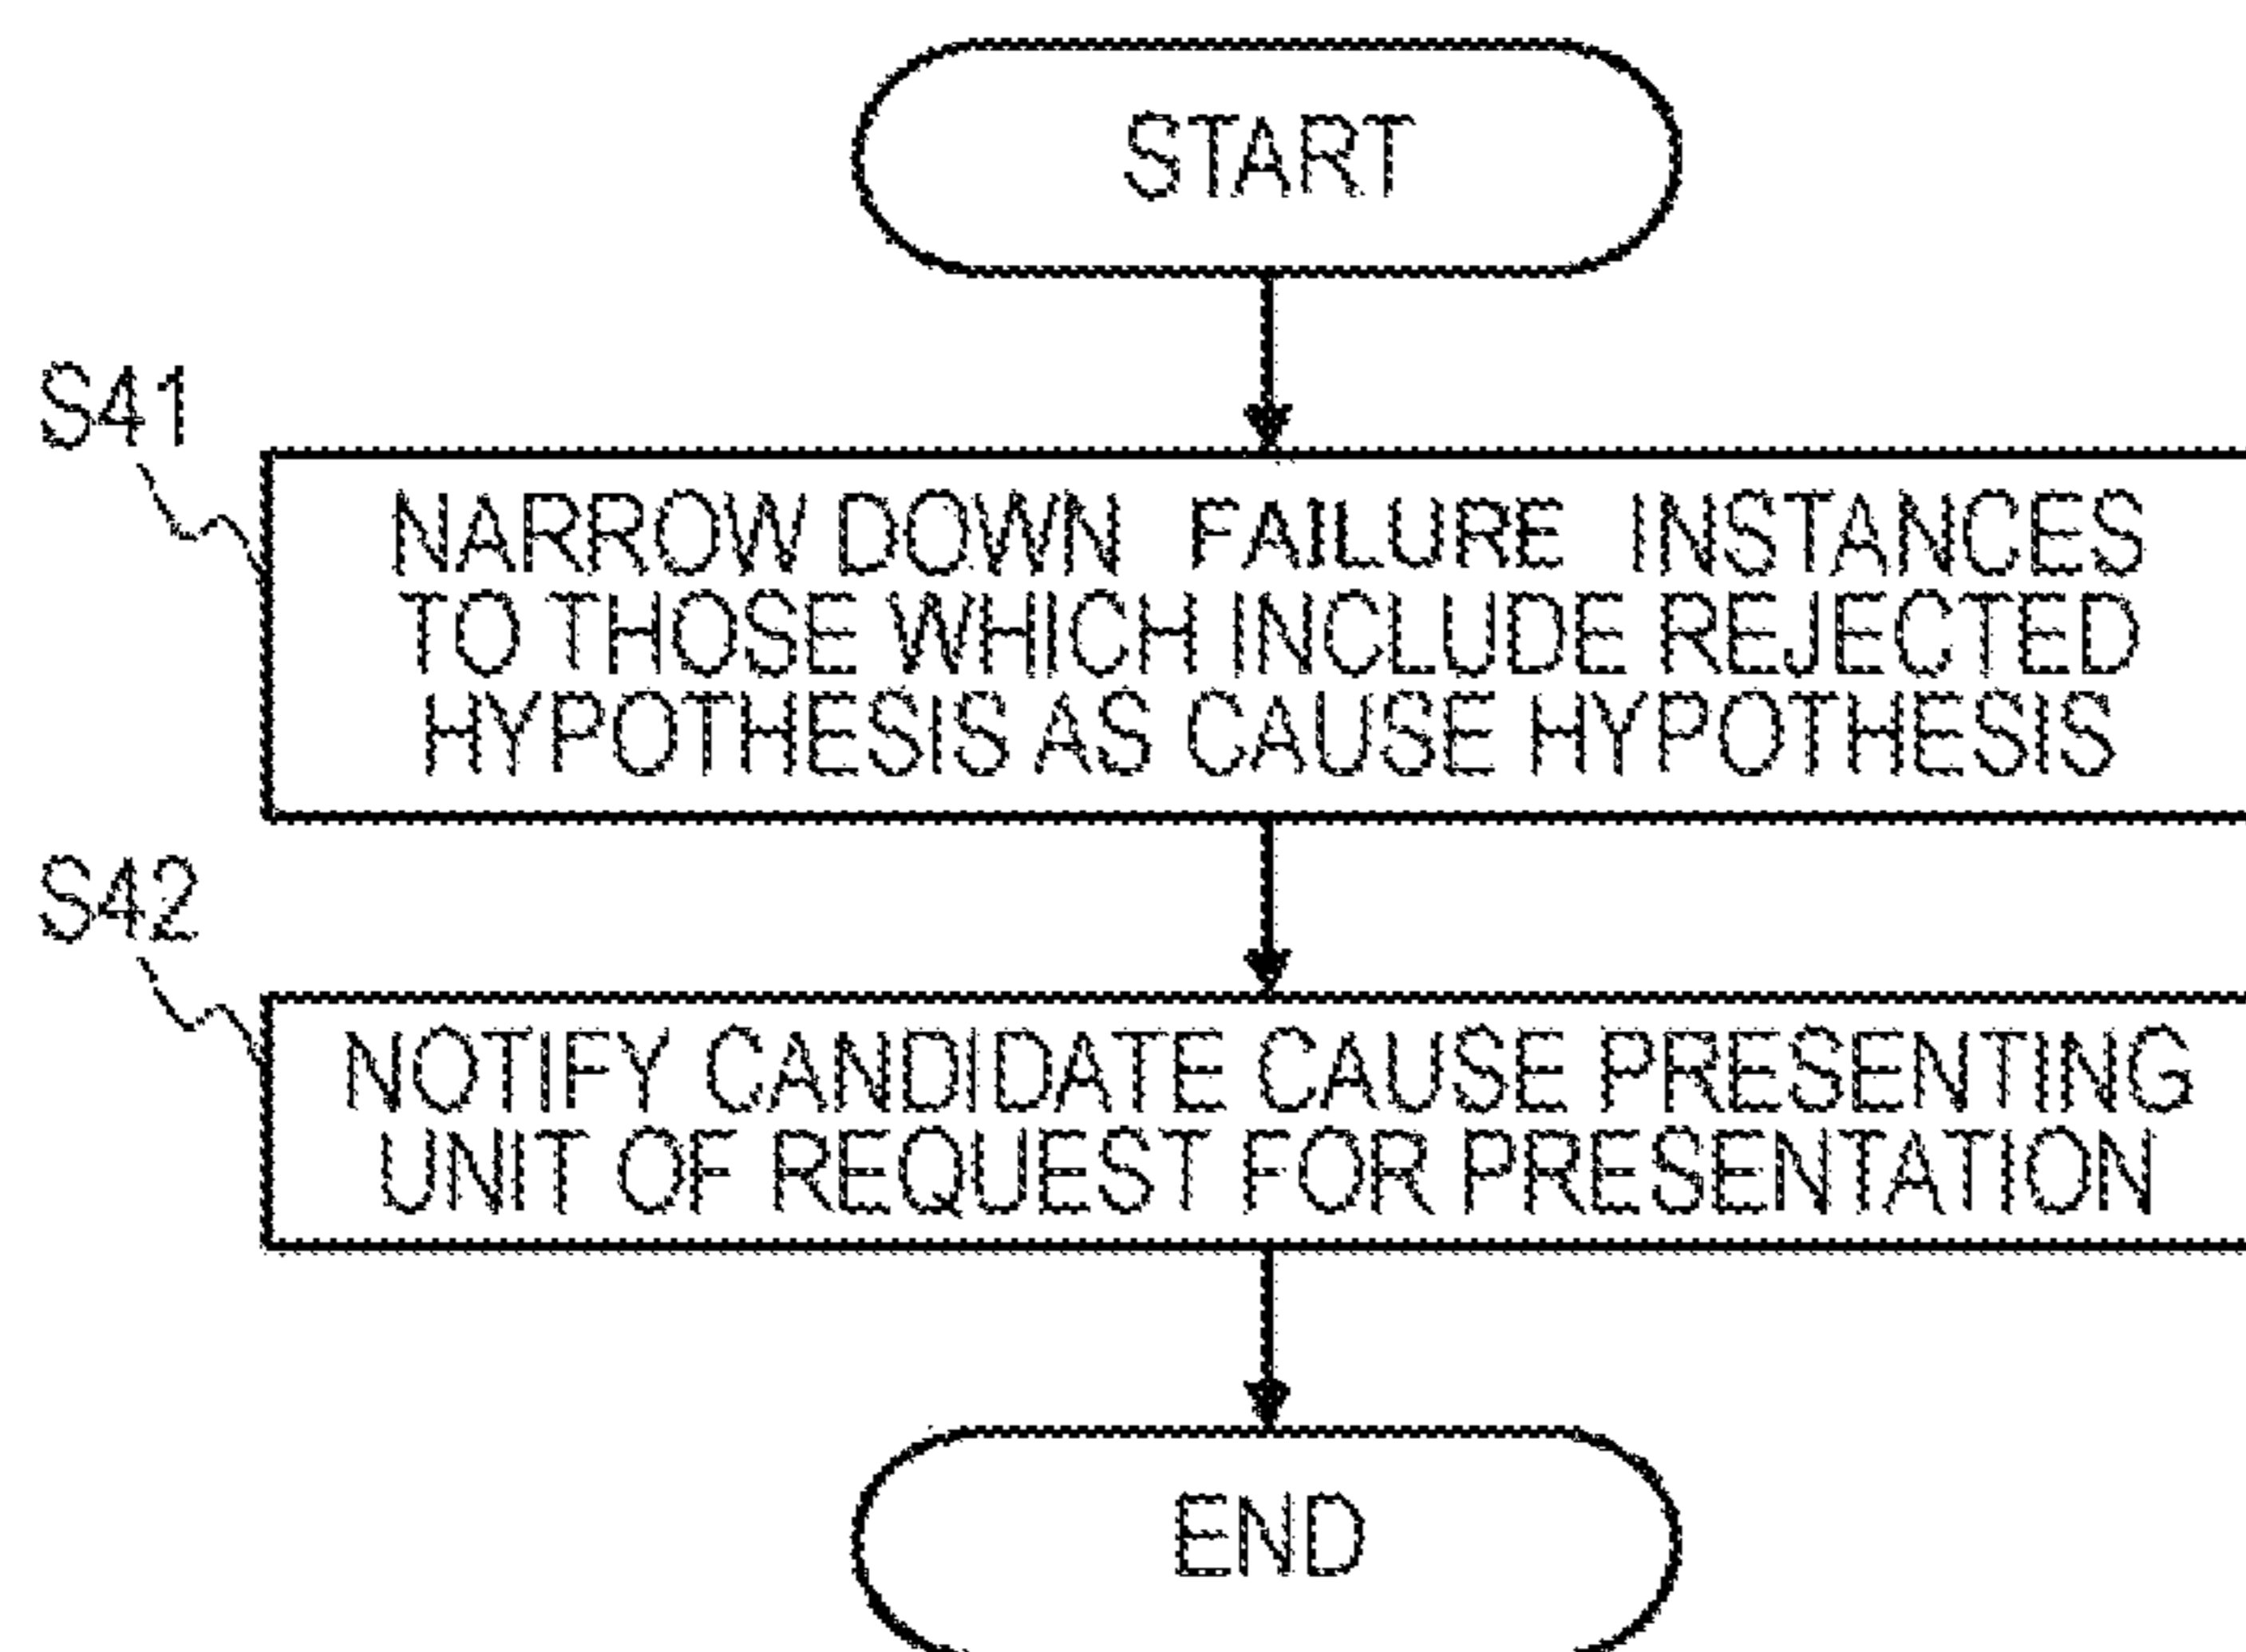 START
S41
NARROW DOWN FAILURE INSTANCES
TO THOSE WHICH INCLUDE REJECTED
HYPOTHESIS AS CAUSE HYPOTHESIS
S42
NOTIFY CANDIDATE CAUSE PRESENTING
UNIT OF REQUEST FOR PRESENTATION
END